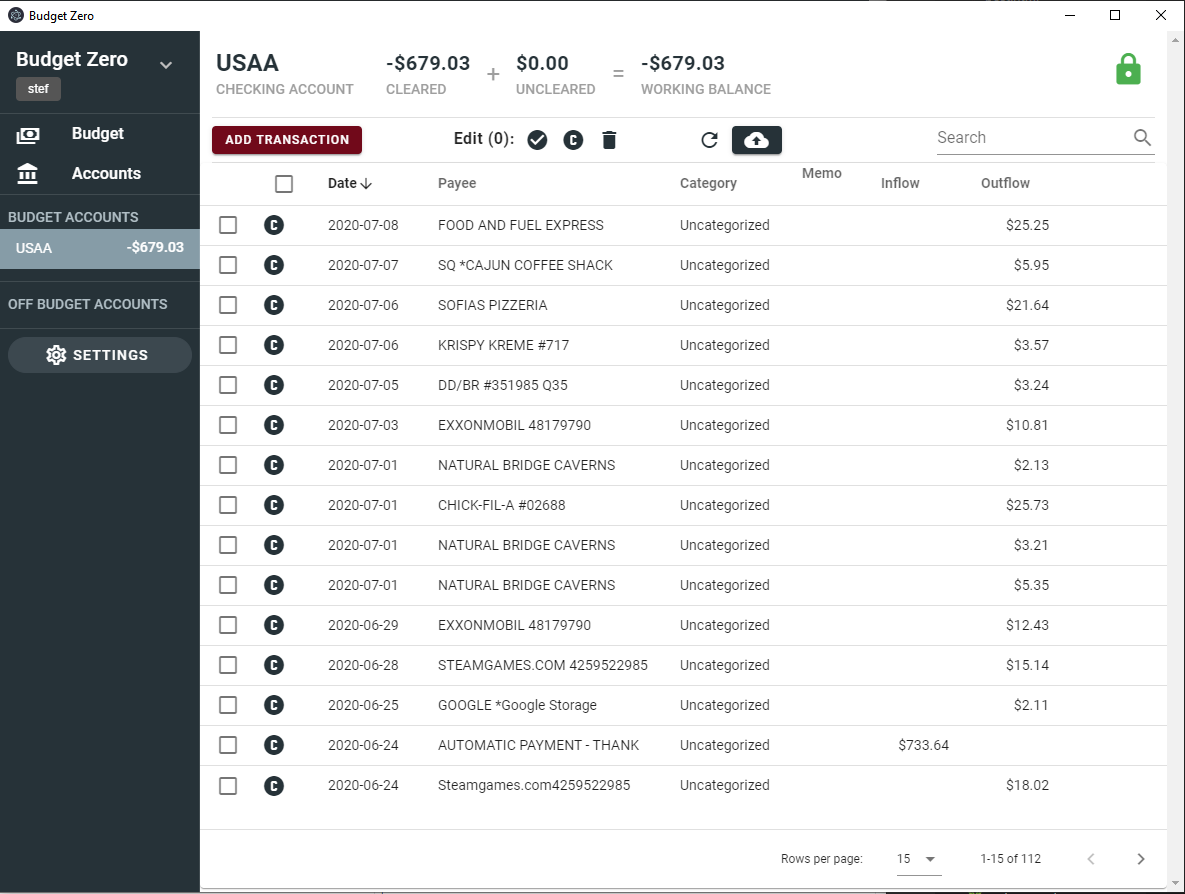 Budget Zero
Budget Zero
stef
Budget
Accounts
BUDGET ACCOUNTS
USAA -$679.03
OFF BUDGET ACCOUNTS
SETTINGS
USAA -$679.03 + $0.00 = -$679.03
CHECKING ACCOUNT CLEARED UNCLEARED WORKING BALANCE
ADD TRANSACTION Edit (0): C Search
Date Payee Category Memo Inflow Outflow
C 2020-07-08 FOOD AND FUEL EXPRESS Uncategorized $25.25
C 2020-07-07 SQ *CAJUN COFFEE SHACK Uncategorized $5.95
C 2020-07-06 SOFIAS PIZZERIA Uncategorized $21.64
C 2020-07-06 KRISPY KREME #717 Uncategorized $3.57
C 2020-07-05 DD/BR #351985 Q35 Uncategorized $3.24
C 2020-07-03 EXXONMOBIL 48179790 Uncategorized $10.81
C 2020-07-01 NATURAL BRIDGE CAVERNS Uncategorized $2.13
C 2020-07-01 CHICK-FIL-A #02688 Uncategorized $25.73
C 2020-07-01 NATURAL BRIDGE CAVERNS Uncategorized $3.21
C 2020-07-01 NATURAL BRIDGE CAVERNS Uncategorized $5.35
C 2020-06-29 EXXONMOBIL 48179790 Uncategorized $12.43
C 2020-06-28 STEAMGAMES.COM 4259522985 Uncategorized $15.14
C 2020-06-25 GOOGLE *Google Storage Uncategorized $2.11
C 2020-06-24 AUTOMATIC PAYMENT - THANK Uncategorized $733.64
C 2020-06-24 Steamgames.com4259522985 Uncategorized $18.02
Rows per page: 15 1-15 of 112